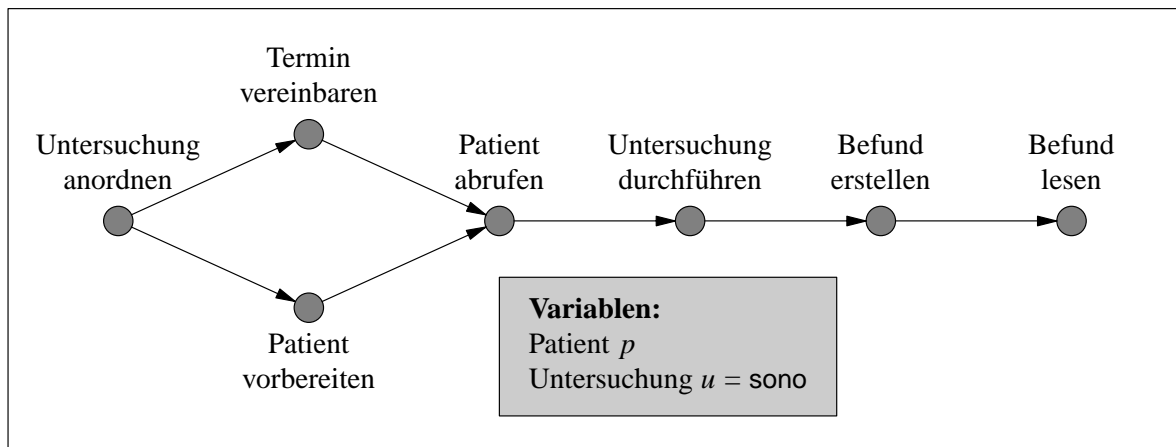 Termin
vereinbaren
Untersuchung
anordnen
Patient
abrufen
Untersuchung
durchführen
Befund
erstellen
Befund
lesen
Patient
vorbereiten
Variablen:
Patient p
Untersuchung u = sono